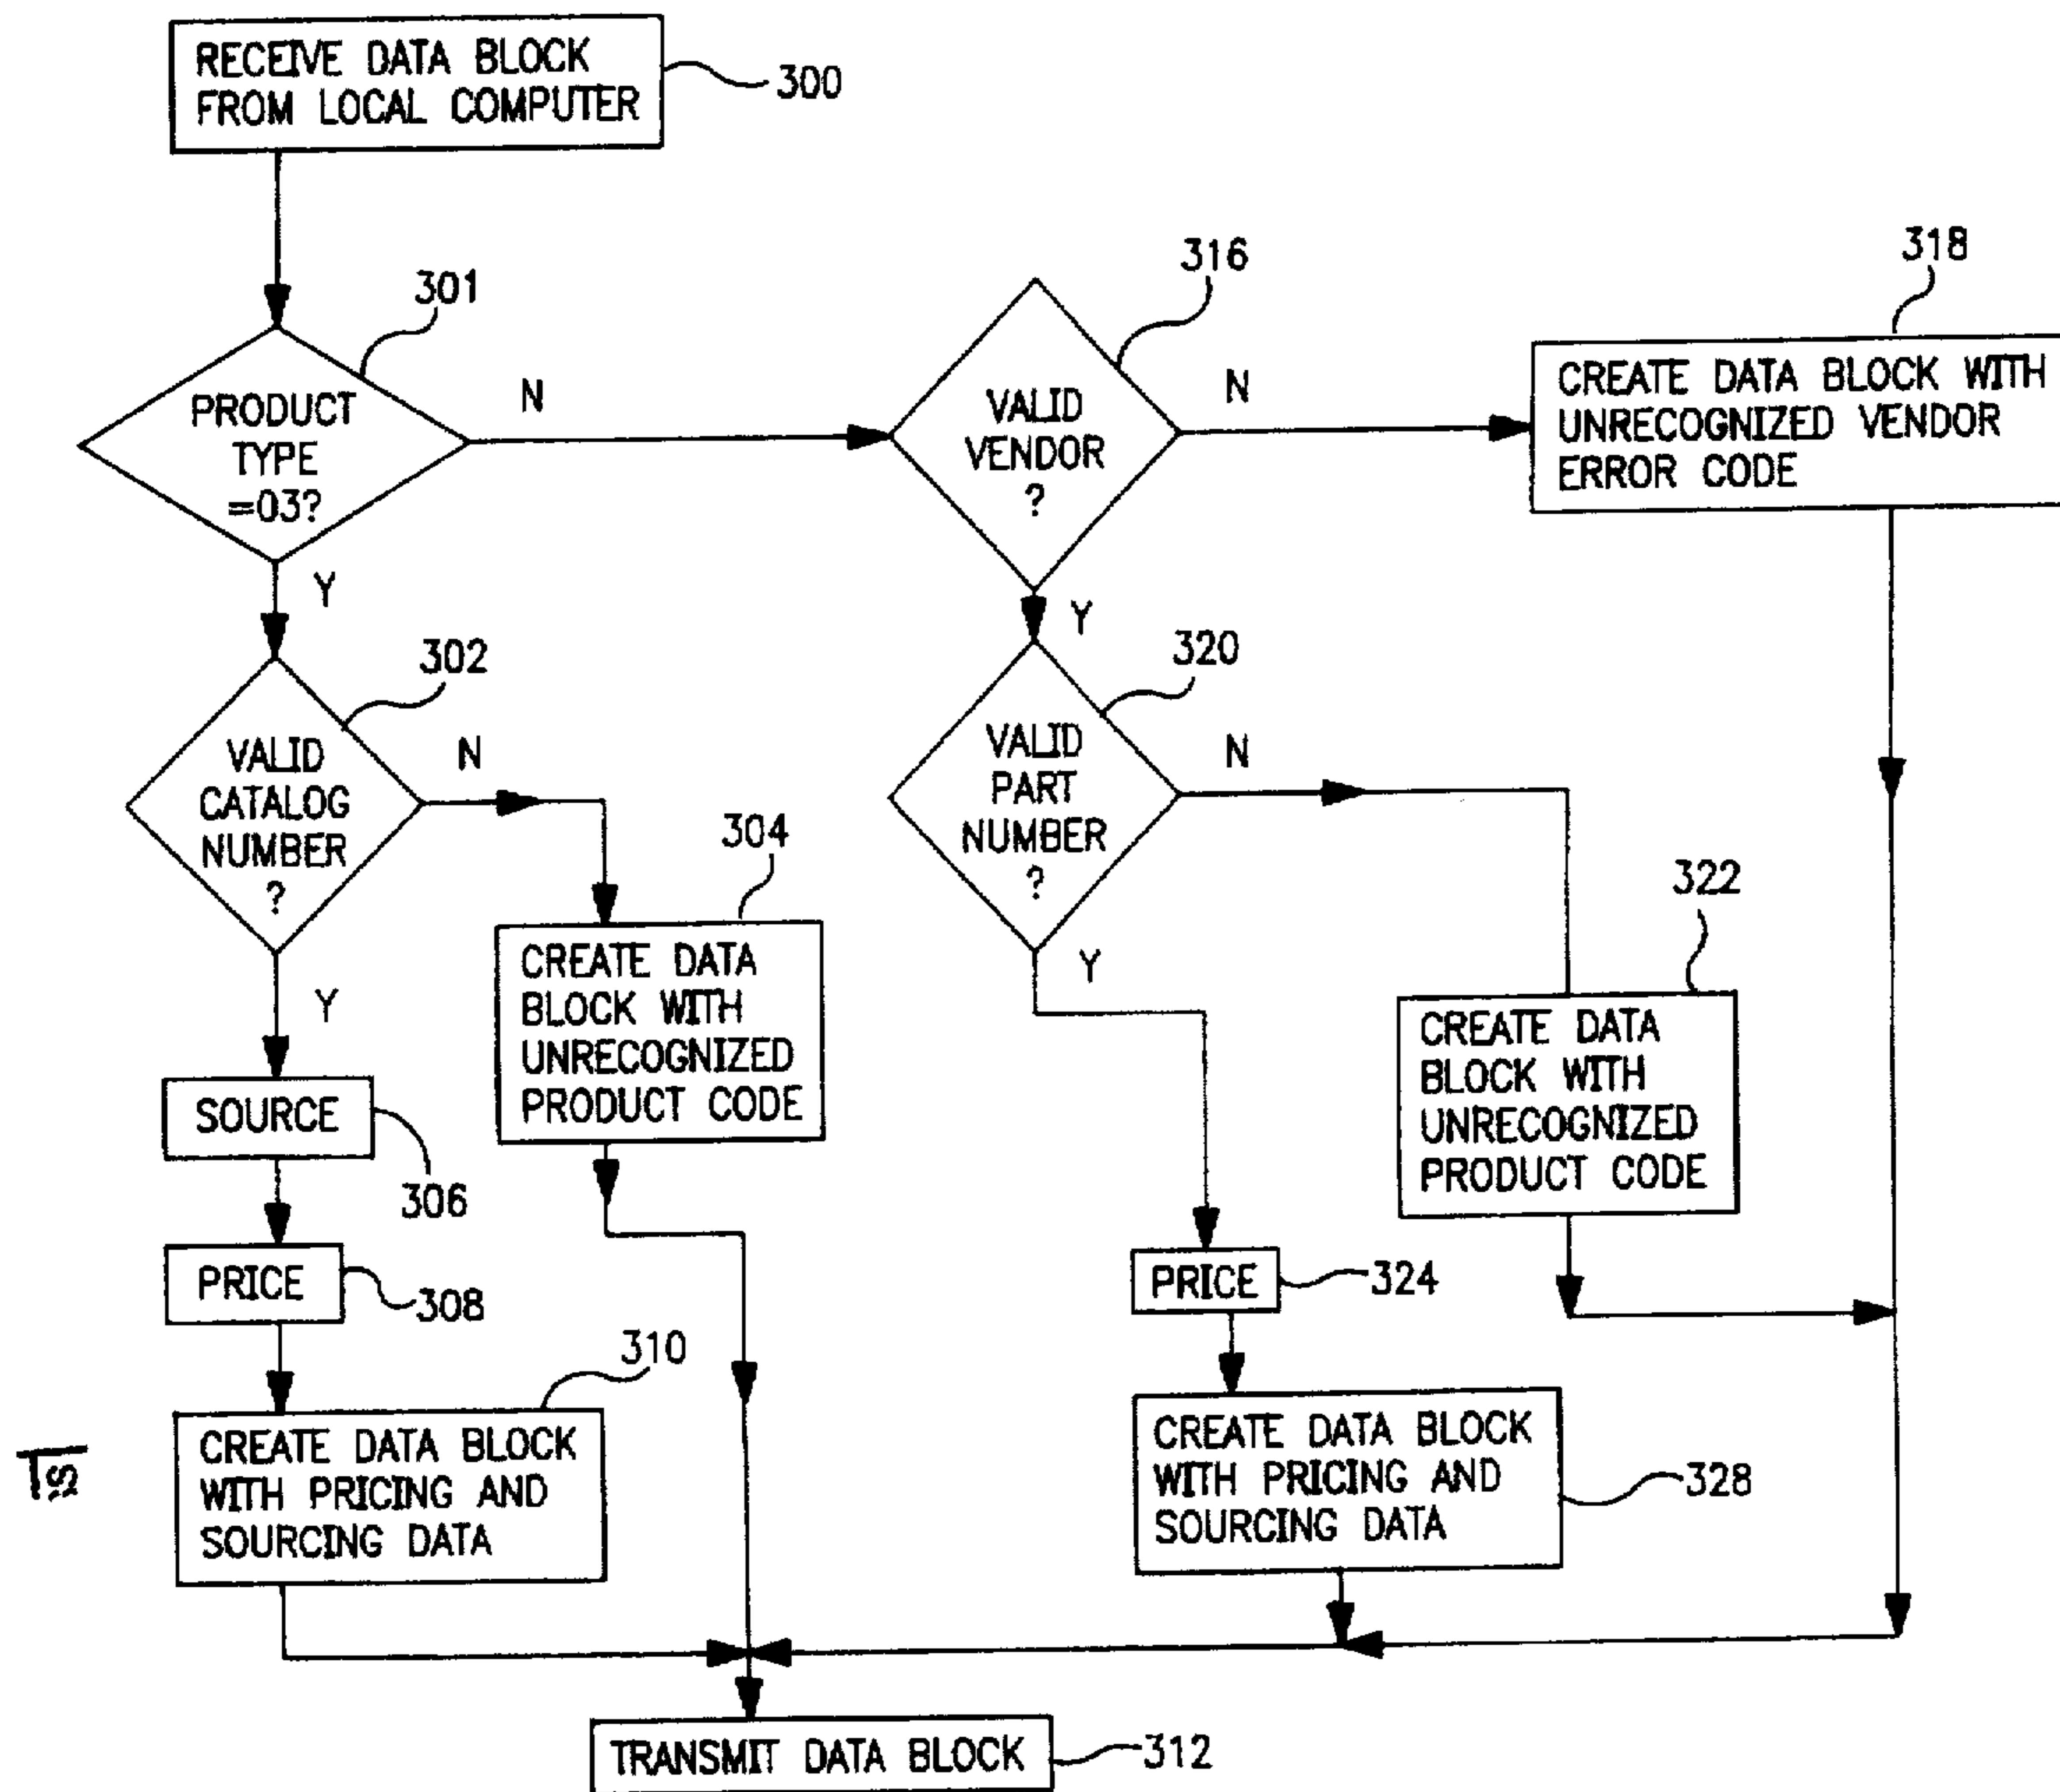 RECEIVE DATA BLOCK
FROM LOCAL COMPUTER
300
301
PRODUCT
TYPE
=03?
N
Y
316
VALID
VENDOR
?
N
Y
318
CREATE DATA BLOCK WITH
UNRECOGNIZED VENDOR
ERROR CODE
302
VALID
CATALOG
NUMBER
?
N
Y
304
CREATE DATA
BLOCK WITH
UNRECOGNIZED
PRODUCT CODE
320
VALID
PART
NUMBER
?
N
Y
322
CREATE DATA
BLOCK WITH
UNRECOGNIZED
PRODUCT CODE
SOURCE
306
PRICE
308
PRICE
324
310
CREATE DATA BLOCK
WITH PRICING AND
SOURCING DATA
CREATE DATA BLOCK
WITH PRICING AND
SOURCING DATA
328
TRANSMIT DATA BLOCK
312